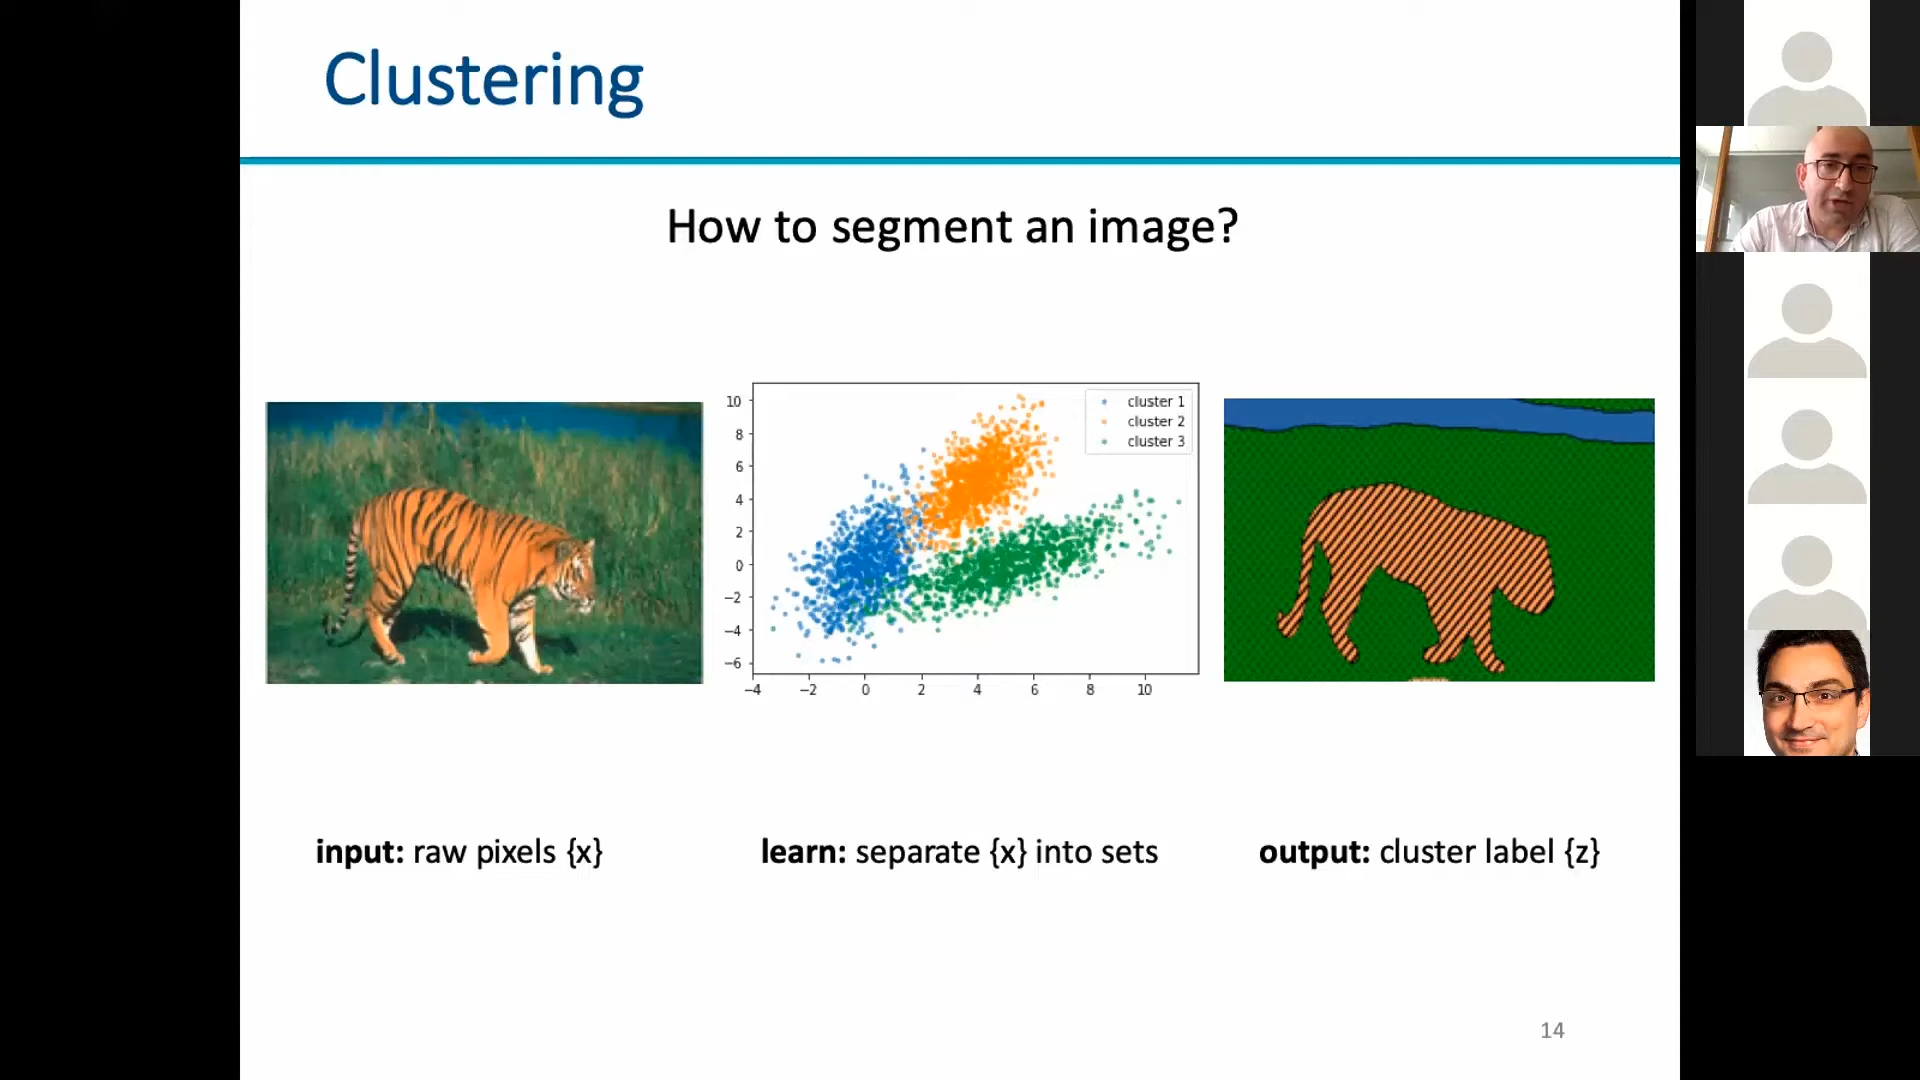 Clustering
How to segment an image?
10
8
6
4
2
0
−2
−4
−6
−4
−2
0
2
4
6
8
10
cluster 1
cluster 2
cluster 3
input: raw pixels {x}
learn: separate {x} into sets
output: cluster label {z}
14